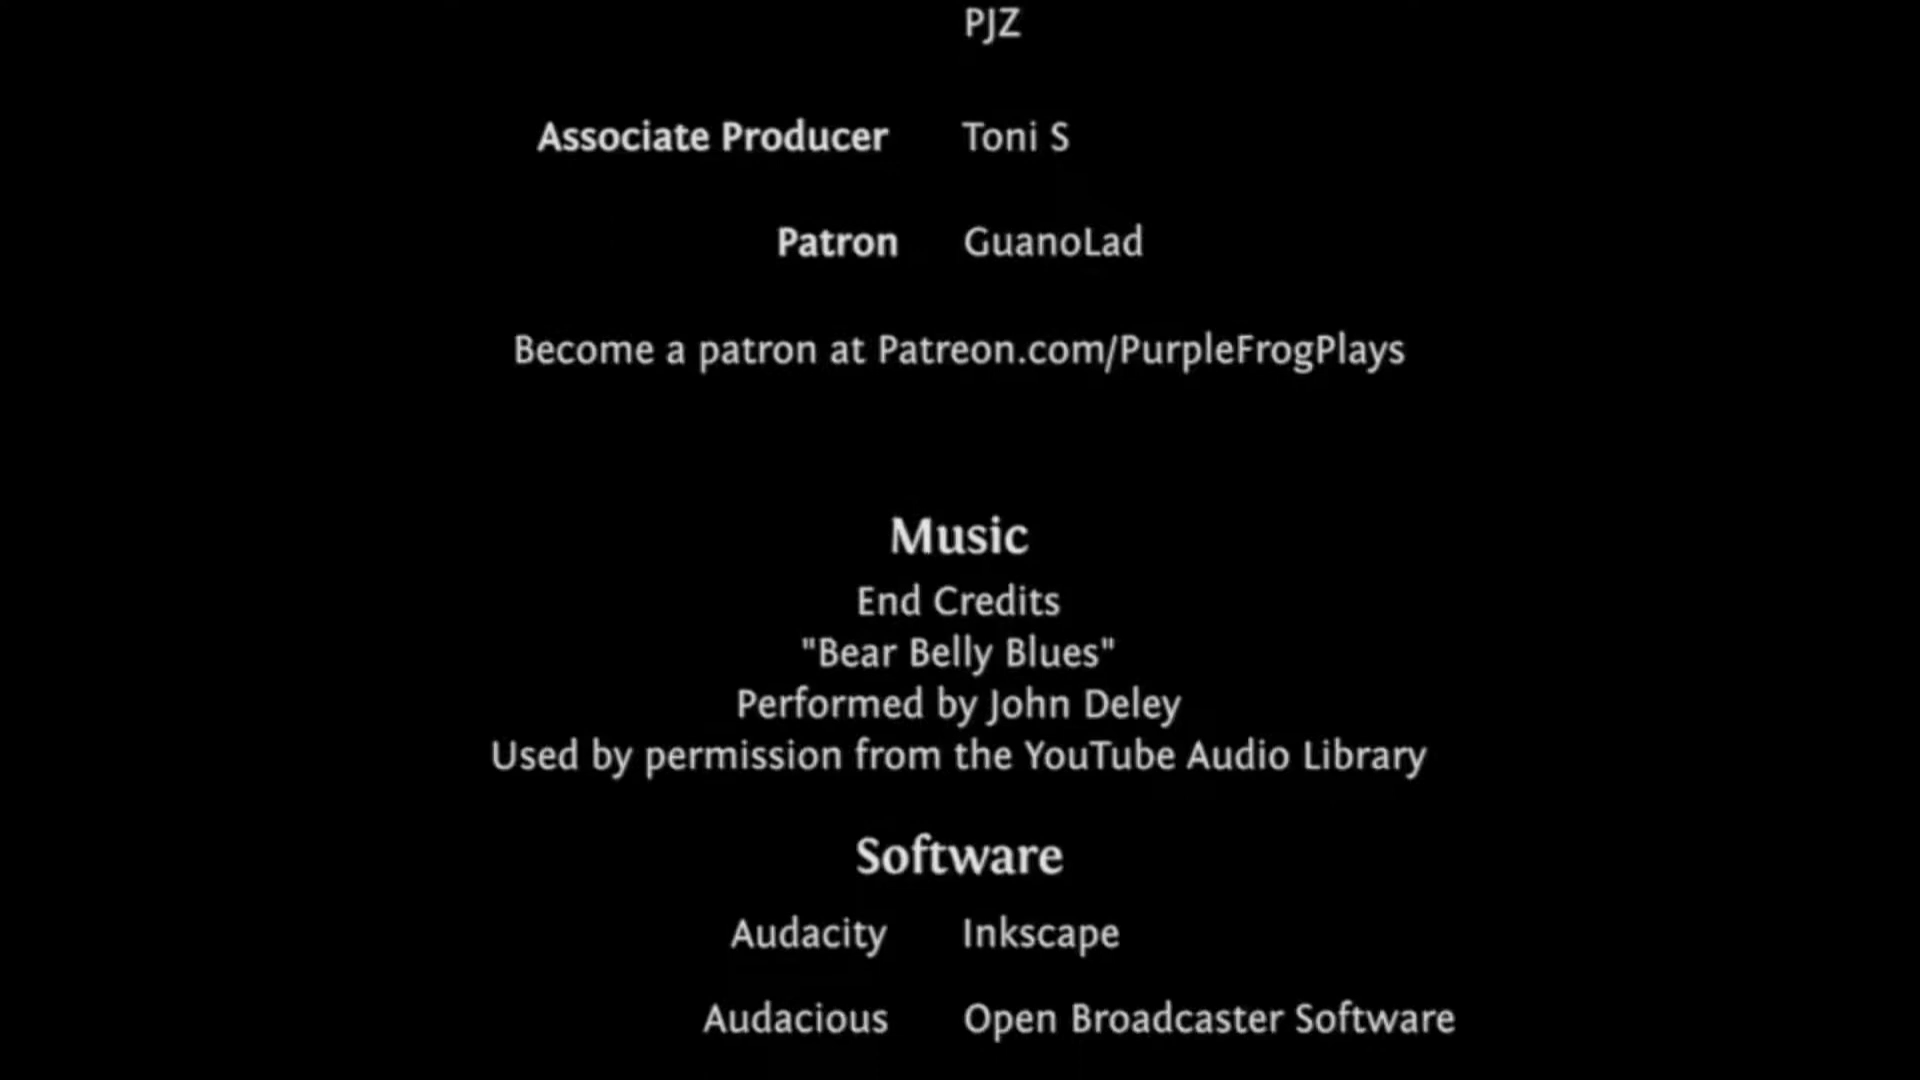 PJZ
Associate Producer Toni S
Patron GuanoLad
Become a patron at Patreon.com/PurpleFrogPlays
Music
End Credits
"Bear Belly Blues"
Performed by John Deley
Used by permission from the YouTube Audio Library
Software
Audacity Inkscape
Audacious Open Broadcaster Software